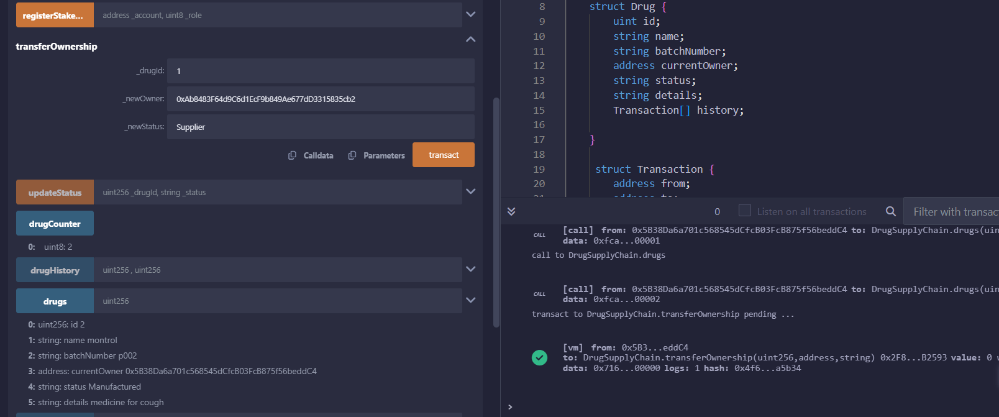 registerStake... address _account, uint8 _role
transferOwnership
_drugId: 1
_newOwner: 0xAb8483F64d9C6d1EcF9b849Ae677dD3315835cb2
_newStatus: Supplier
Calldata Parameters transact
updateStatus uint256 _drugId, string _status
drugCounter
0: uint8: 2
drugHistory uint256 , uint256
drugs uint256
0: uint256: id 2
1: string: name montrol
2: string: batchNumber p002
3: address: currentOwner 0x5B38Da6a701c568545dCfcB03FcB875f56beddC4
4: string: status Manufactured
5: string: details medicine for cough
8 struct Drug {
9 uint id;
10 string name;
11 string batchNumber;
12 address currentOwner;
13 string status;
14 string details;
15 Transaction[] history;
16
17 }
18
19 struct Transaction {
20 address from;
21 address to;
0 Listen on all transactions Filter with transac
CALL [call] from: 0x5B38Da6a701c568545dCfcB03FcB875f56beddC4 to: DrugSupplyChain.drugs(uin
data: 0xfca...00001
call to DrugSupplyChain.drugs
CALL [call] from: 0x5B38Da6a701c568545dCfcB03FcB875f56beddC4 to: DrugSupplyChain.drugs(uin
data: 0xfca...00002
transact to DrugSupplyChain.transferOwnership pending ...
[vm] from: 0x5B3...eddC4
to: DrugSupplyChain.transferOwnership(uint256,address,string) 0x2F8...B2593 value: 0 w
data: 0x716...00000 logs: 1 hash: 0x4f6...a5b34
>